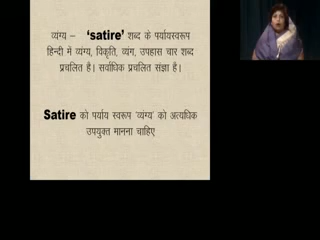 व्यंग्य – ‘satire’ शब्द के पर्यायस्वरूप
हिन्दी में व्यंग्य, विकृति, व्यंग, उपहास चार शब्द
प्रचलित है। सर्वाधिक प्रचलित संज्ञा है।
Satire को पर्याय स्वरूप ‘व्यंग्य’ को अत्यधिक
उपयुक्त मानना चाहिए